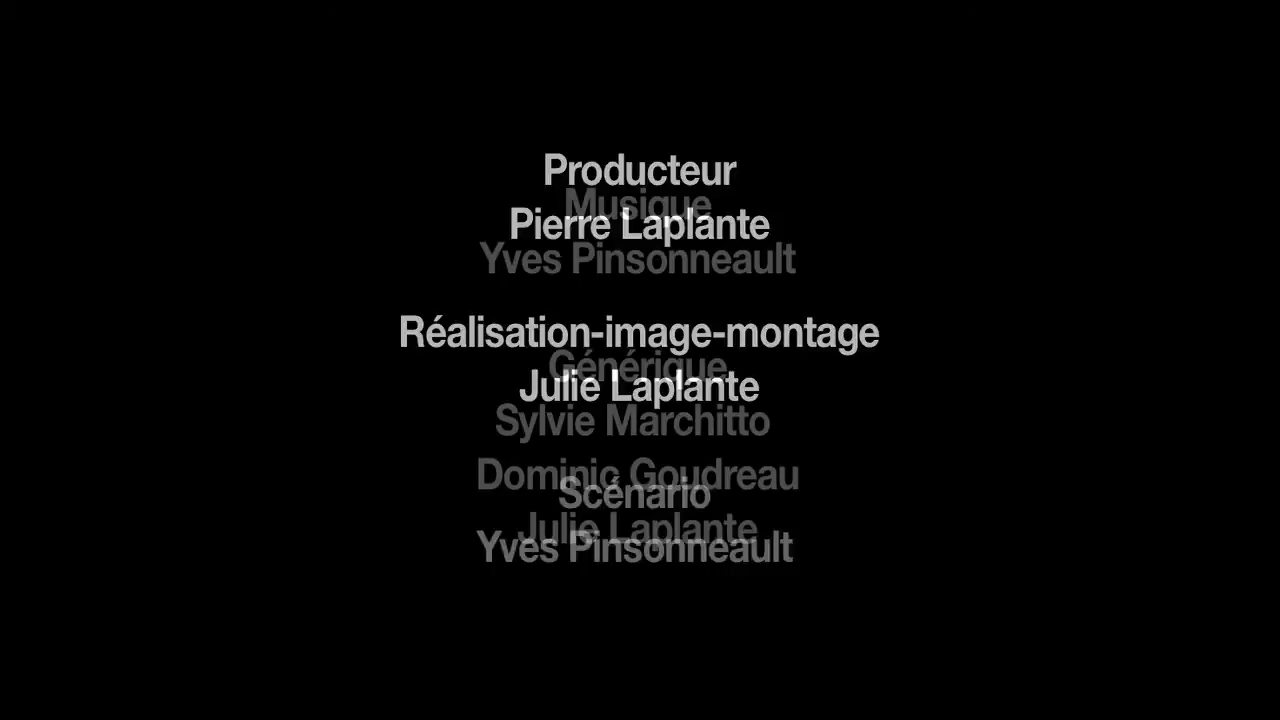 Producteur
Musique
Pierre Laplante
Yves Pinsonneault
Réalisation-image-montage
Générique
Julie Laplante
Sylvie Marchitto
Dominic Goudreau
Scénario
Julie Laplante
Yves Pinsonneault